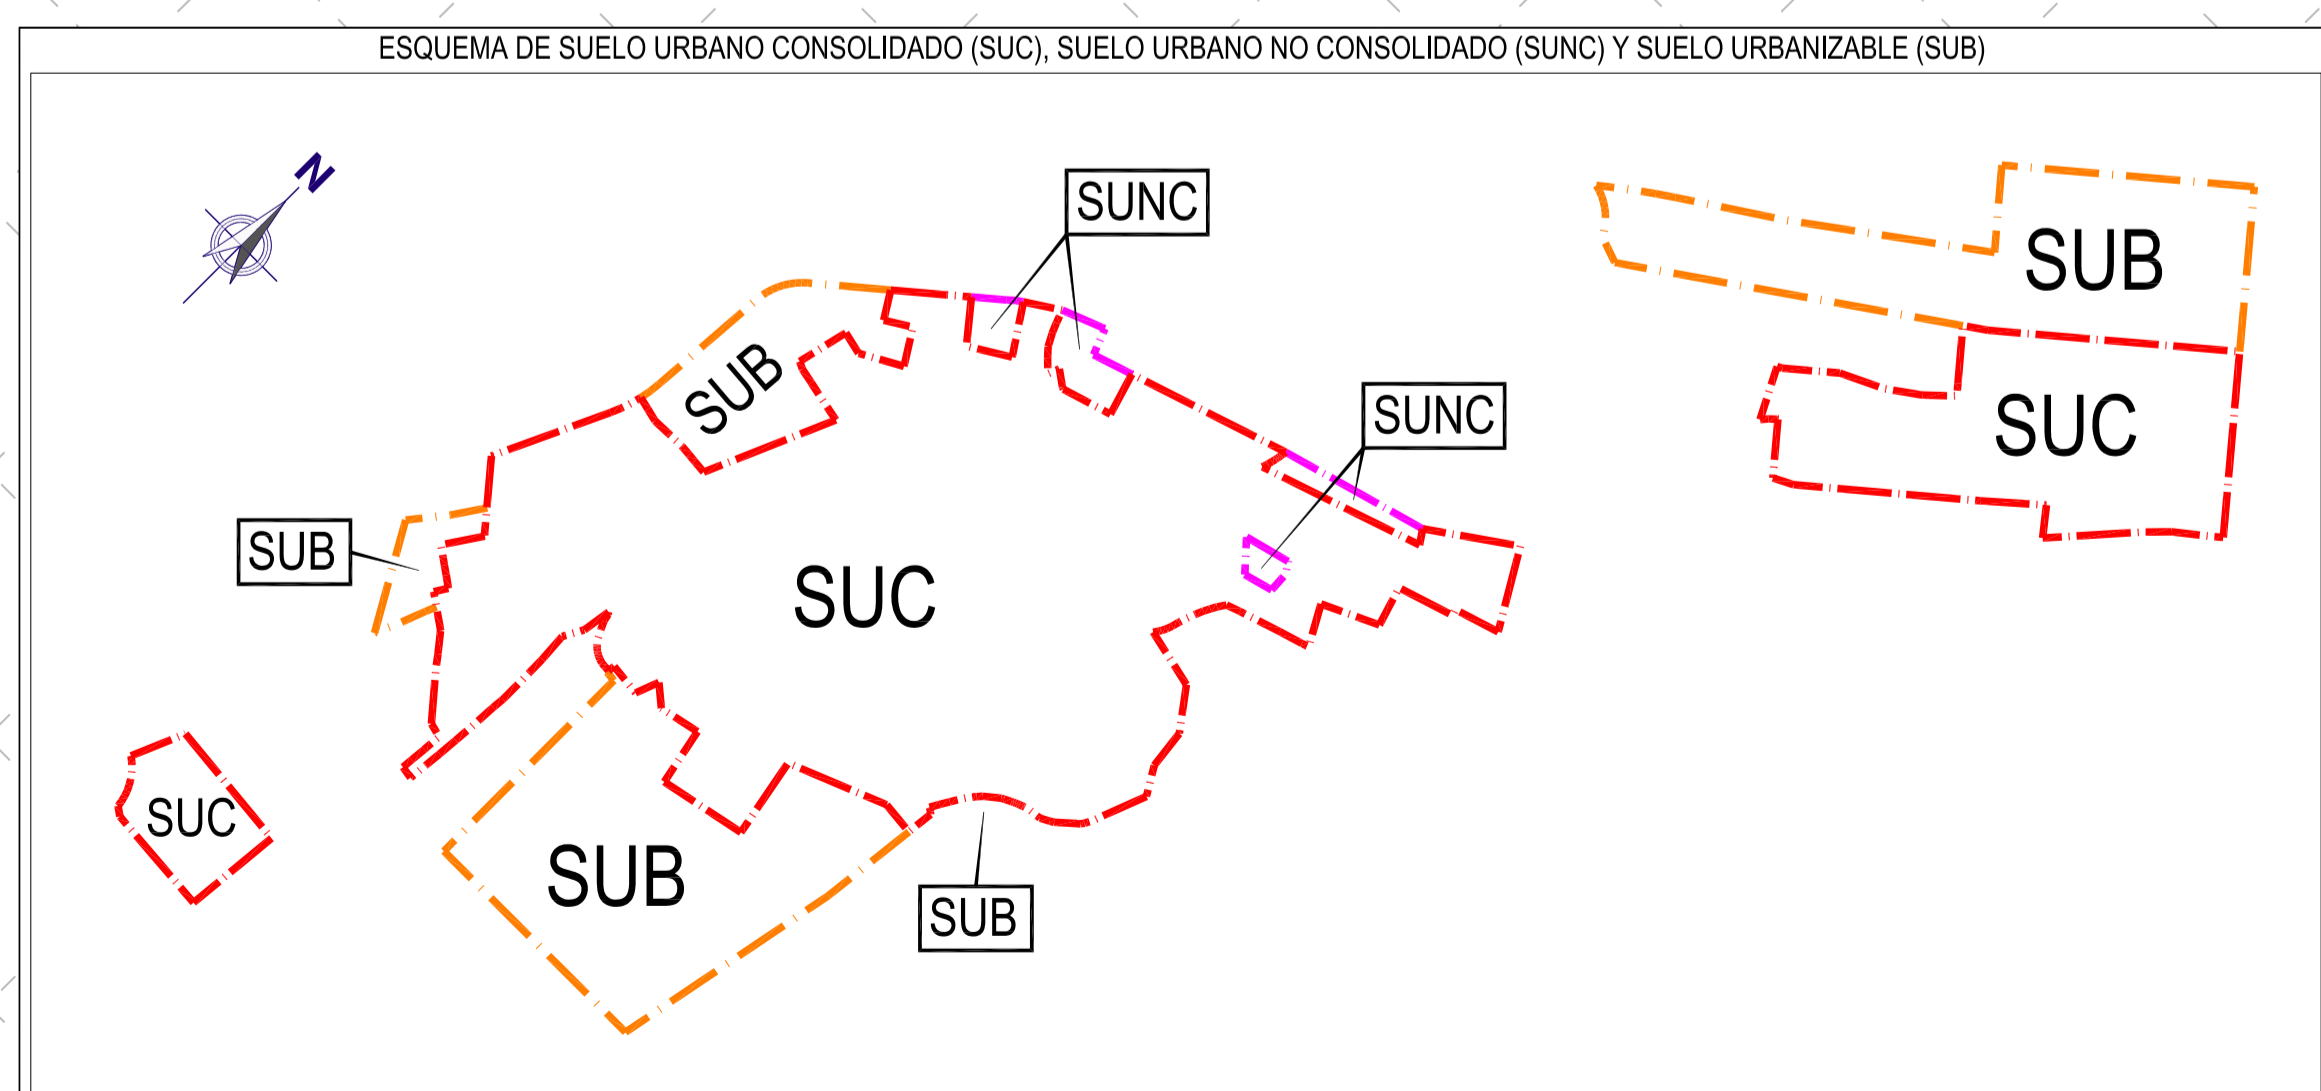 ESQUEMA DE SUELO URBANO CONSOLIDADO (SUC), SUELO URBANO NO CONSOLIDADO (SUNC) Y SUELO URBANIZABLE (SUB)
N
SUNC
SUB
SUB
SUNC
SUC
SUB
SUC
SUC
SUB
SUB